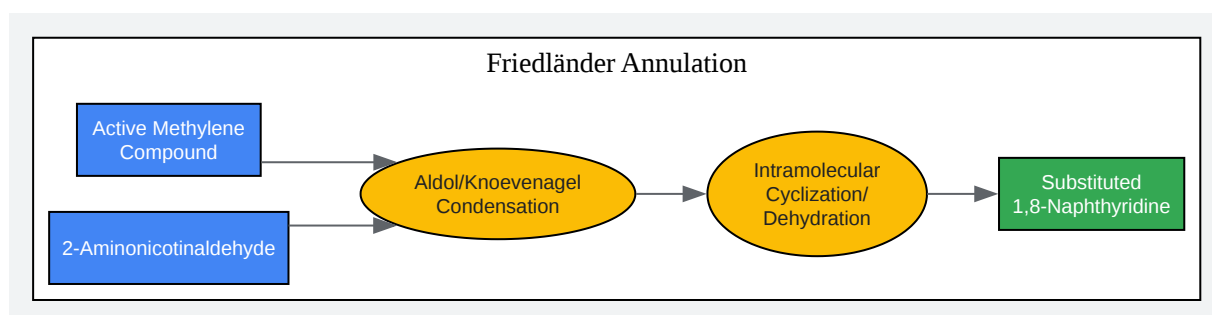 Friedländer Annulation
Active Methylene
Compound
2-Aminonicotinaldehyde
Aldol/Knoevenagel
Condensation
Intramolecular
Cyclization/
Dehydration
Substituted
1,8-Naphthyridine